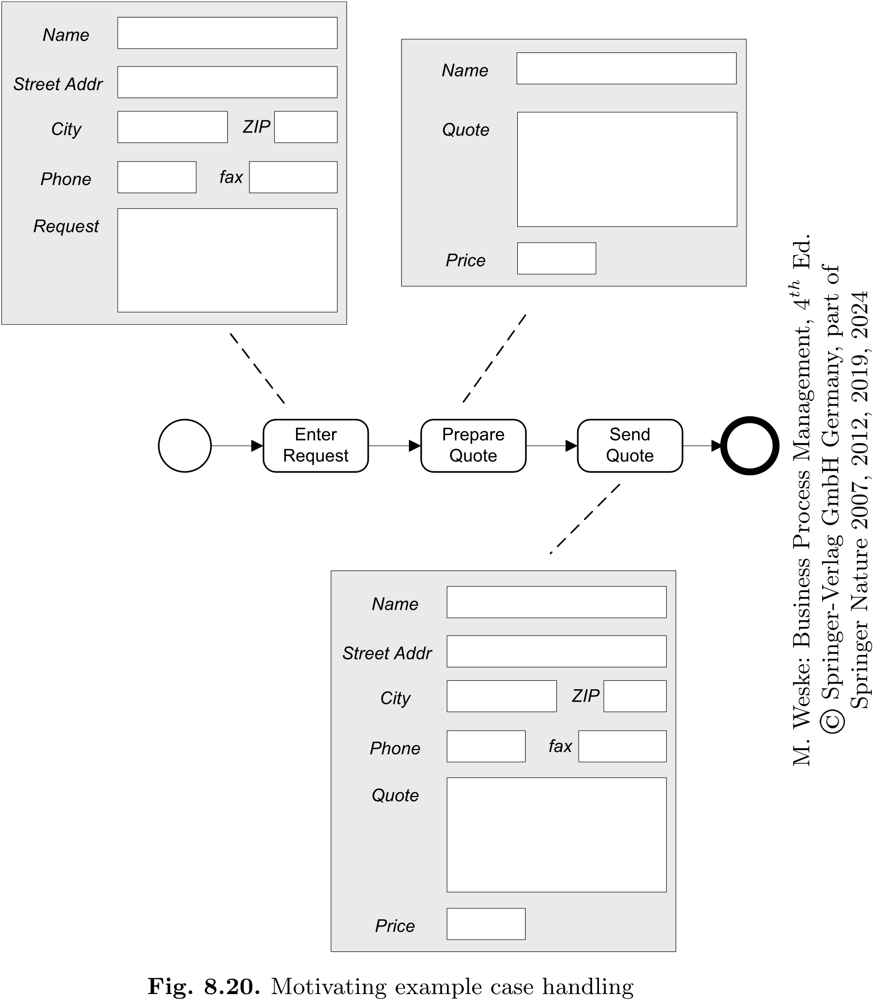 Name
Street Addr
City ZIP
Phone fax
Request
Name
Quote
Price
Enter
Request
Prepare
Quote
Send
Quote
Name
Street Addr
City ZIP
Phone fax
Quote
Price
M. Weske: Business Process Management, 4th Ed.
© Springer-Verlag GmbH Germany, part of
Springer Nature 2007, 2012, 2019, 2024
Fig. 8.20. Motivating example case handling